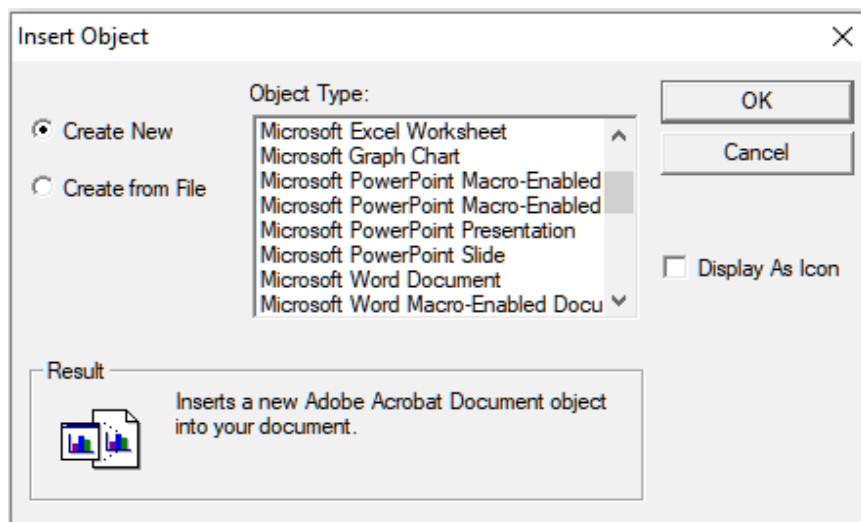 Insert Object
Object Type:
Create New
Create from File
Microsoft Excel Worksheet
Microsoft Graph Chart
Microsoft PowerPoint Macro-Enabled
Microsoft PowerPoint Macro-Enabled
Microsoft PowerPoint Presentation
Microsoft PowerPoint Slide
Microsoft Word Document
Microsoft Word Macro-Enabled Docu
OK
Cancel
Display As Icon
Result
Inserts a new Adobe Acrobat Document object
into your document.